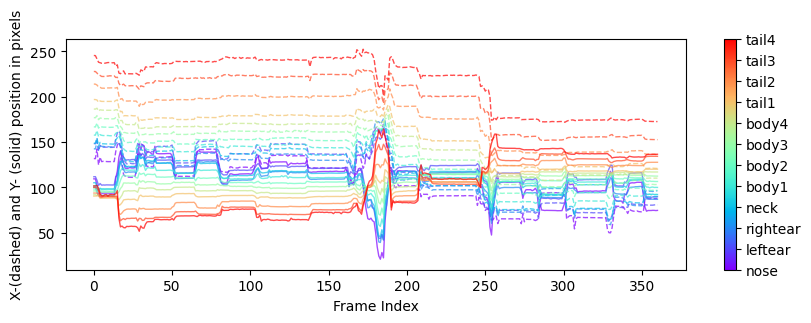 X-(dashed) and Y- (solid) position in pixels
250
200
150
100
50
0
50
100
150
200
250
300
350
Frame Index
tail4
tail3
tail2
tail1
body4
body3
body2
body1
neck
rightear
leftear
nose